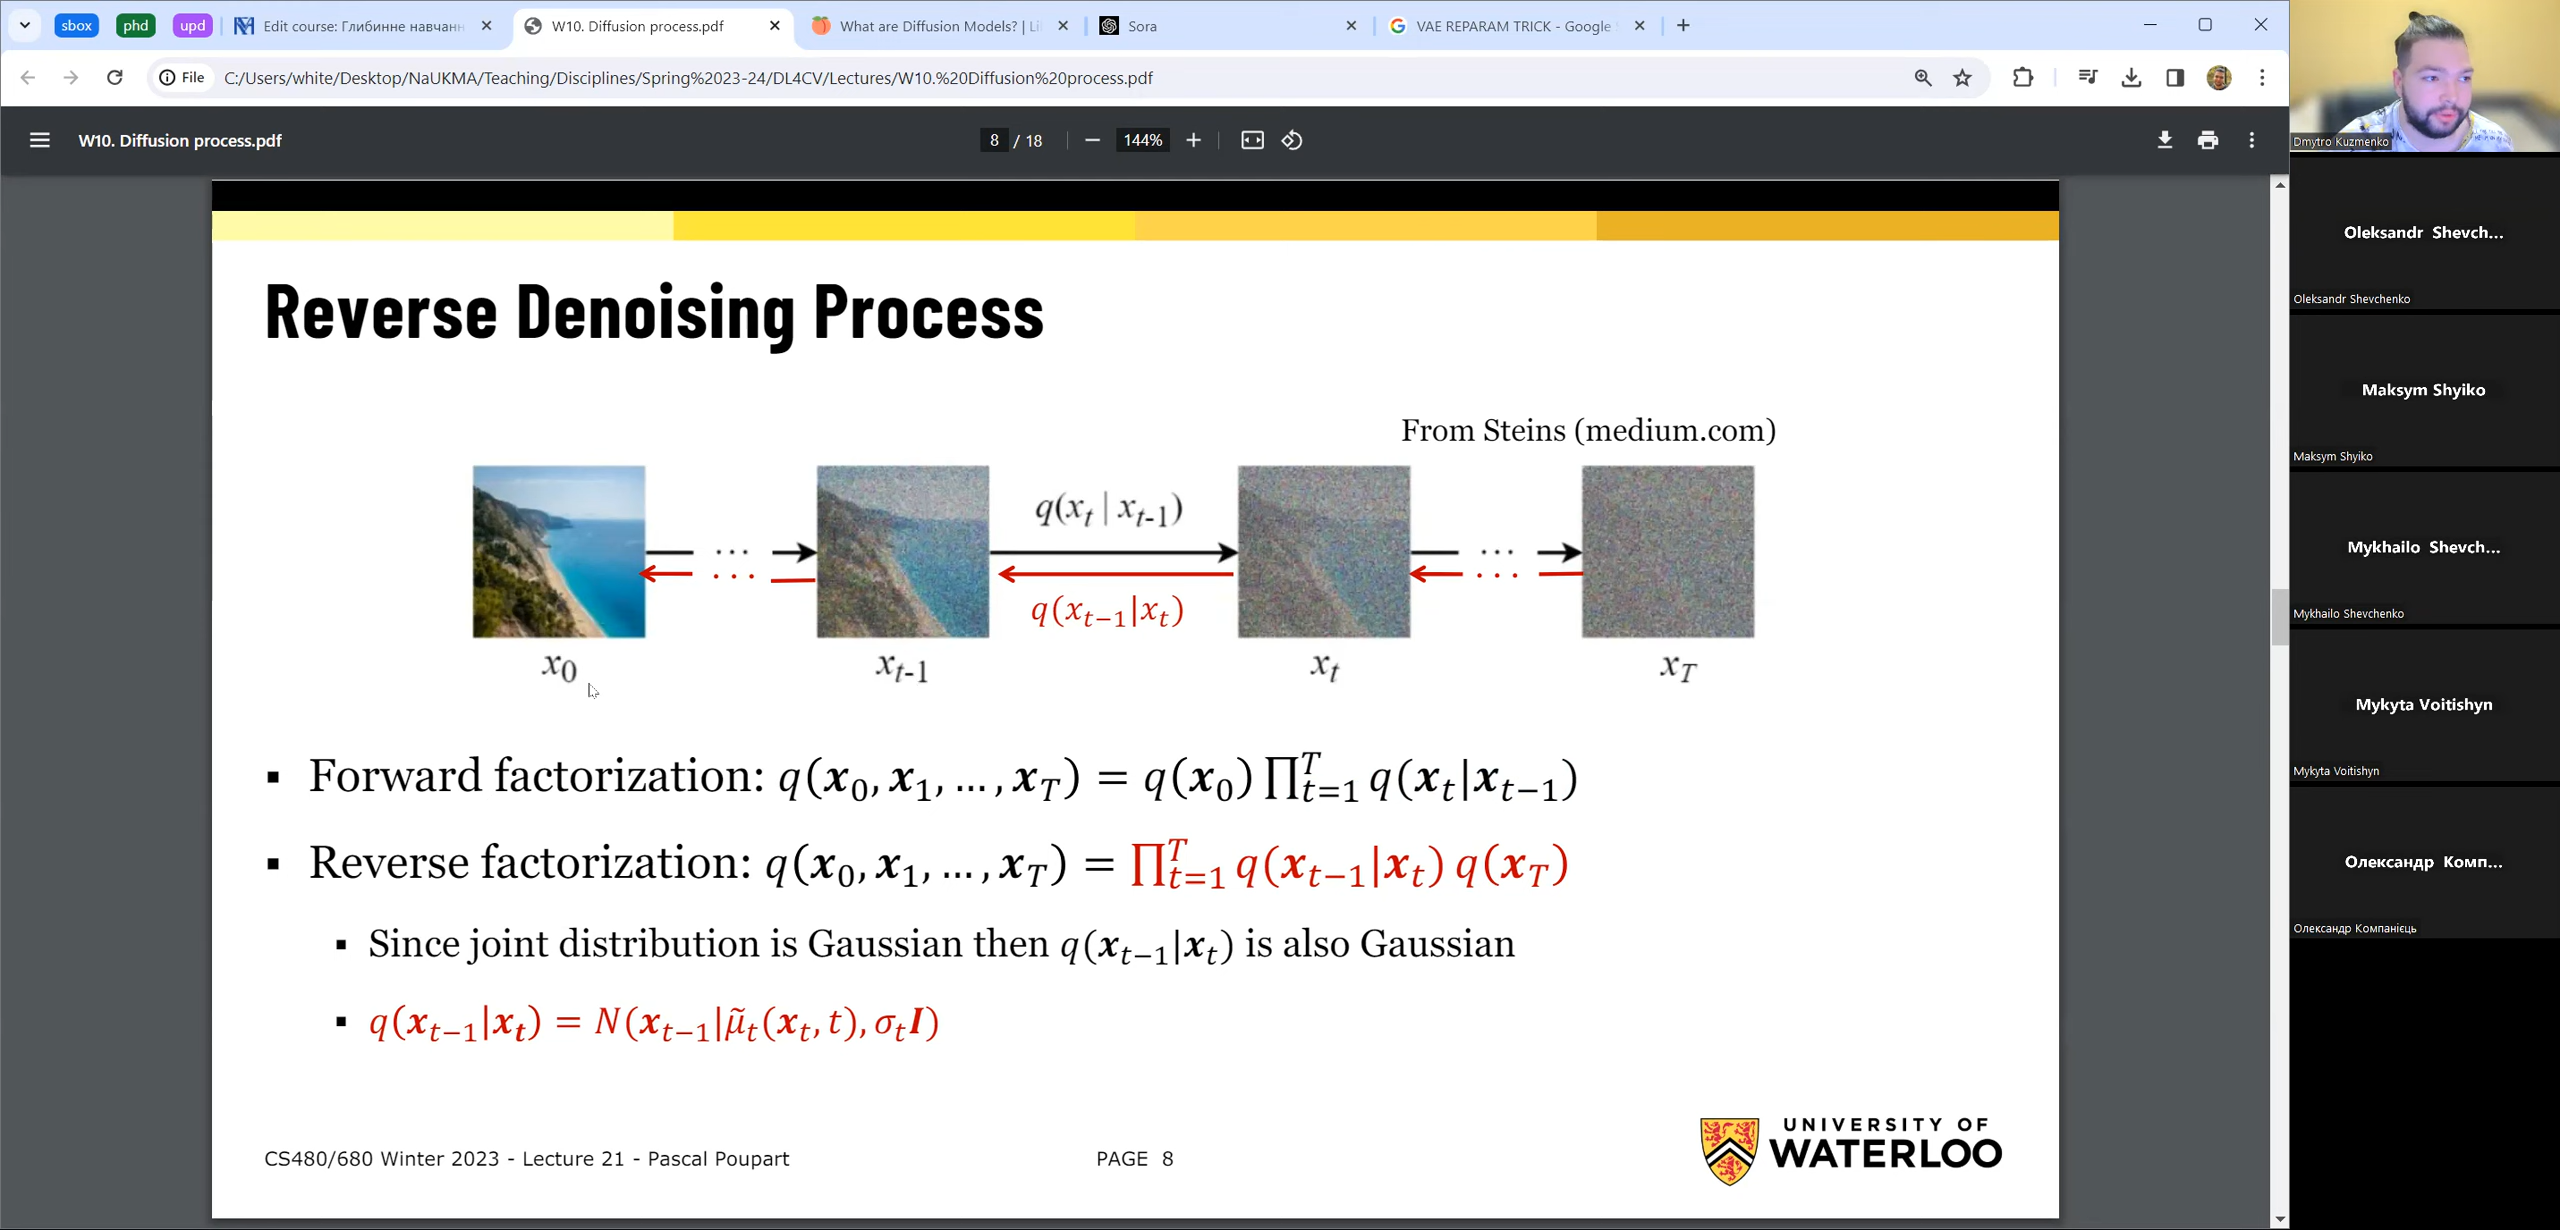 sbox phd upd Edit course: Глибинне навчанн W10. Diffusion process.pdf What are Diffusion Models? | Lil Sora VAE REPARAM TRICK - Google
File C:/Users/white/Desktop/NaUKMA/Teaching/Disciplines/Spring%2023-24/DL4CV/Lectures/W10.%20Diffusion%20process.pdf
W10. Diffusion process.pdf 8 / 18 144%
Reverse Denoising Process
From Steins (medium.com)
q(x_t | x_{t-1})
q(x_{t−1}|x_t)
x_0 x_{t-1} x_t x_T
▪ Forward factorization: q(x_0, x_1, …, x_T) = q(x_0) ∏_{t=1}^T q(x_t|x_{t−1})
▪ Reverse factorization: q(x_0, x_1, …, x_T) = ∏_{t=1}^T q(x_{t−1}|x_t) q(x_T)
▪ Since joint distribution is Gaussian then q(x_{t−1}|x_t) is also Gaussian
▪ q(x_{t−1}|x_t) = N(x_{t−1}|μ̃_t(x_t, t), σ_t I)
CS480/680 Winter 2023 - Lecture 21 - Pascal Poupart
PAGE 8
UNIVERSITY OF
WATERLOO
Dmytro Kuzmenko
Oleksandr Shevch...
Oleksandr Shevchenko
Maksym Shyiko
Maksym Shyiko
Mykhailo Shevch...
Mykhailo Shevchenko
Mykyta Voitishyn
Mykyta Voitishyn
Олександр Комп...
Олександр Компанієць